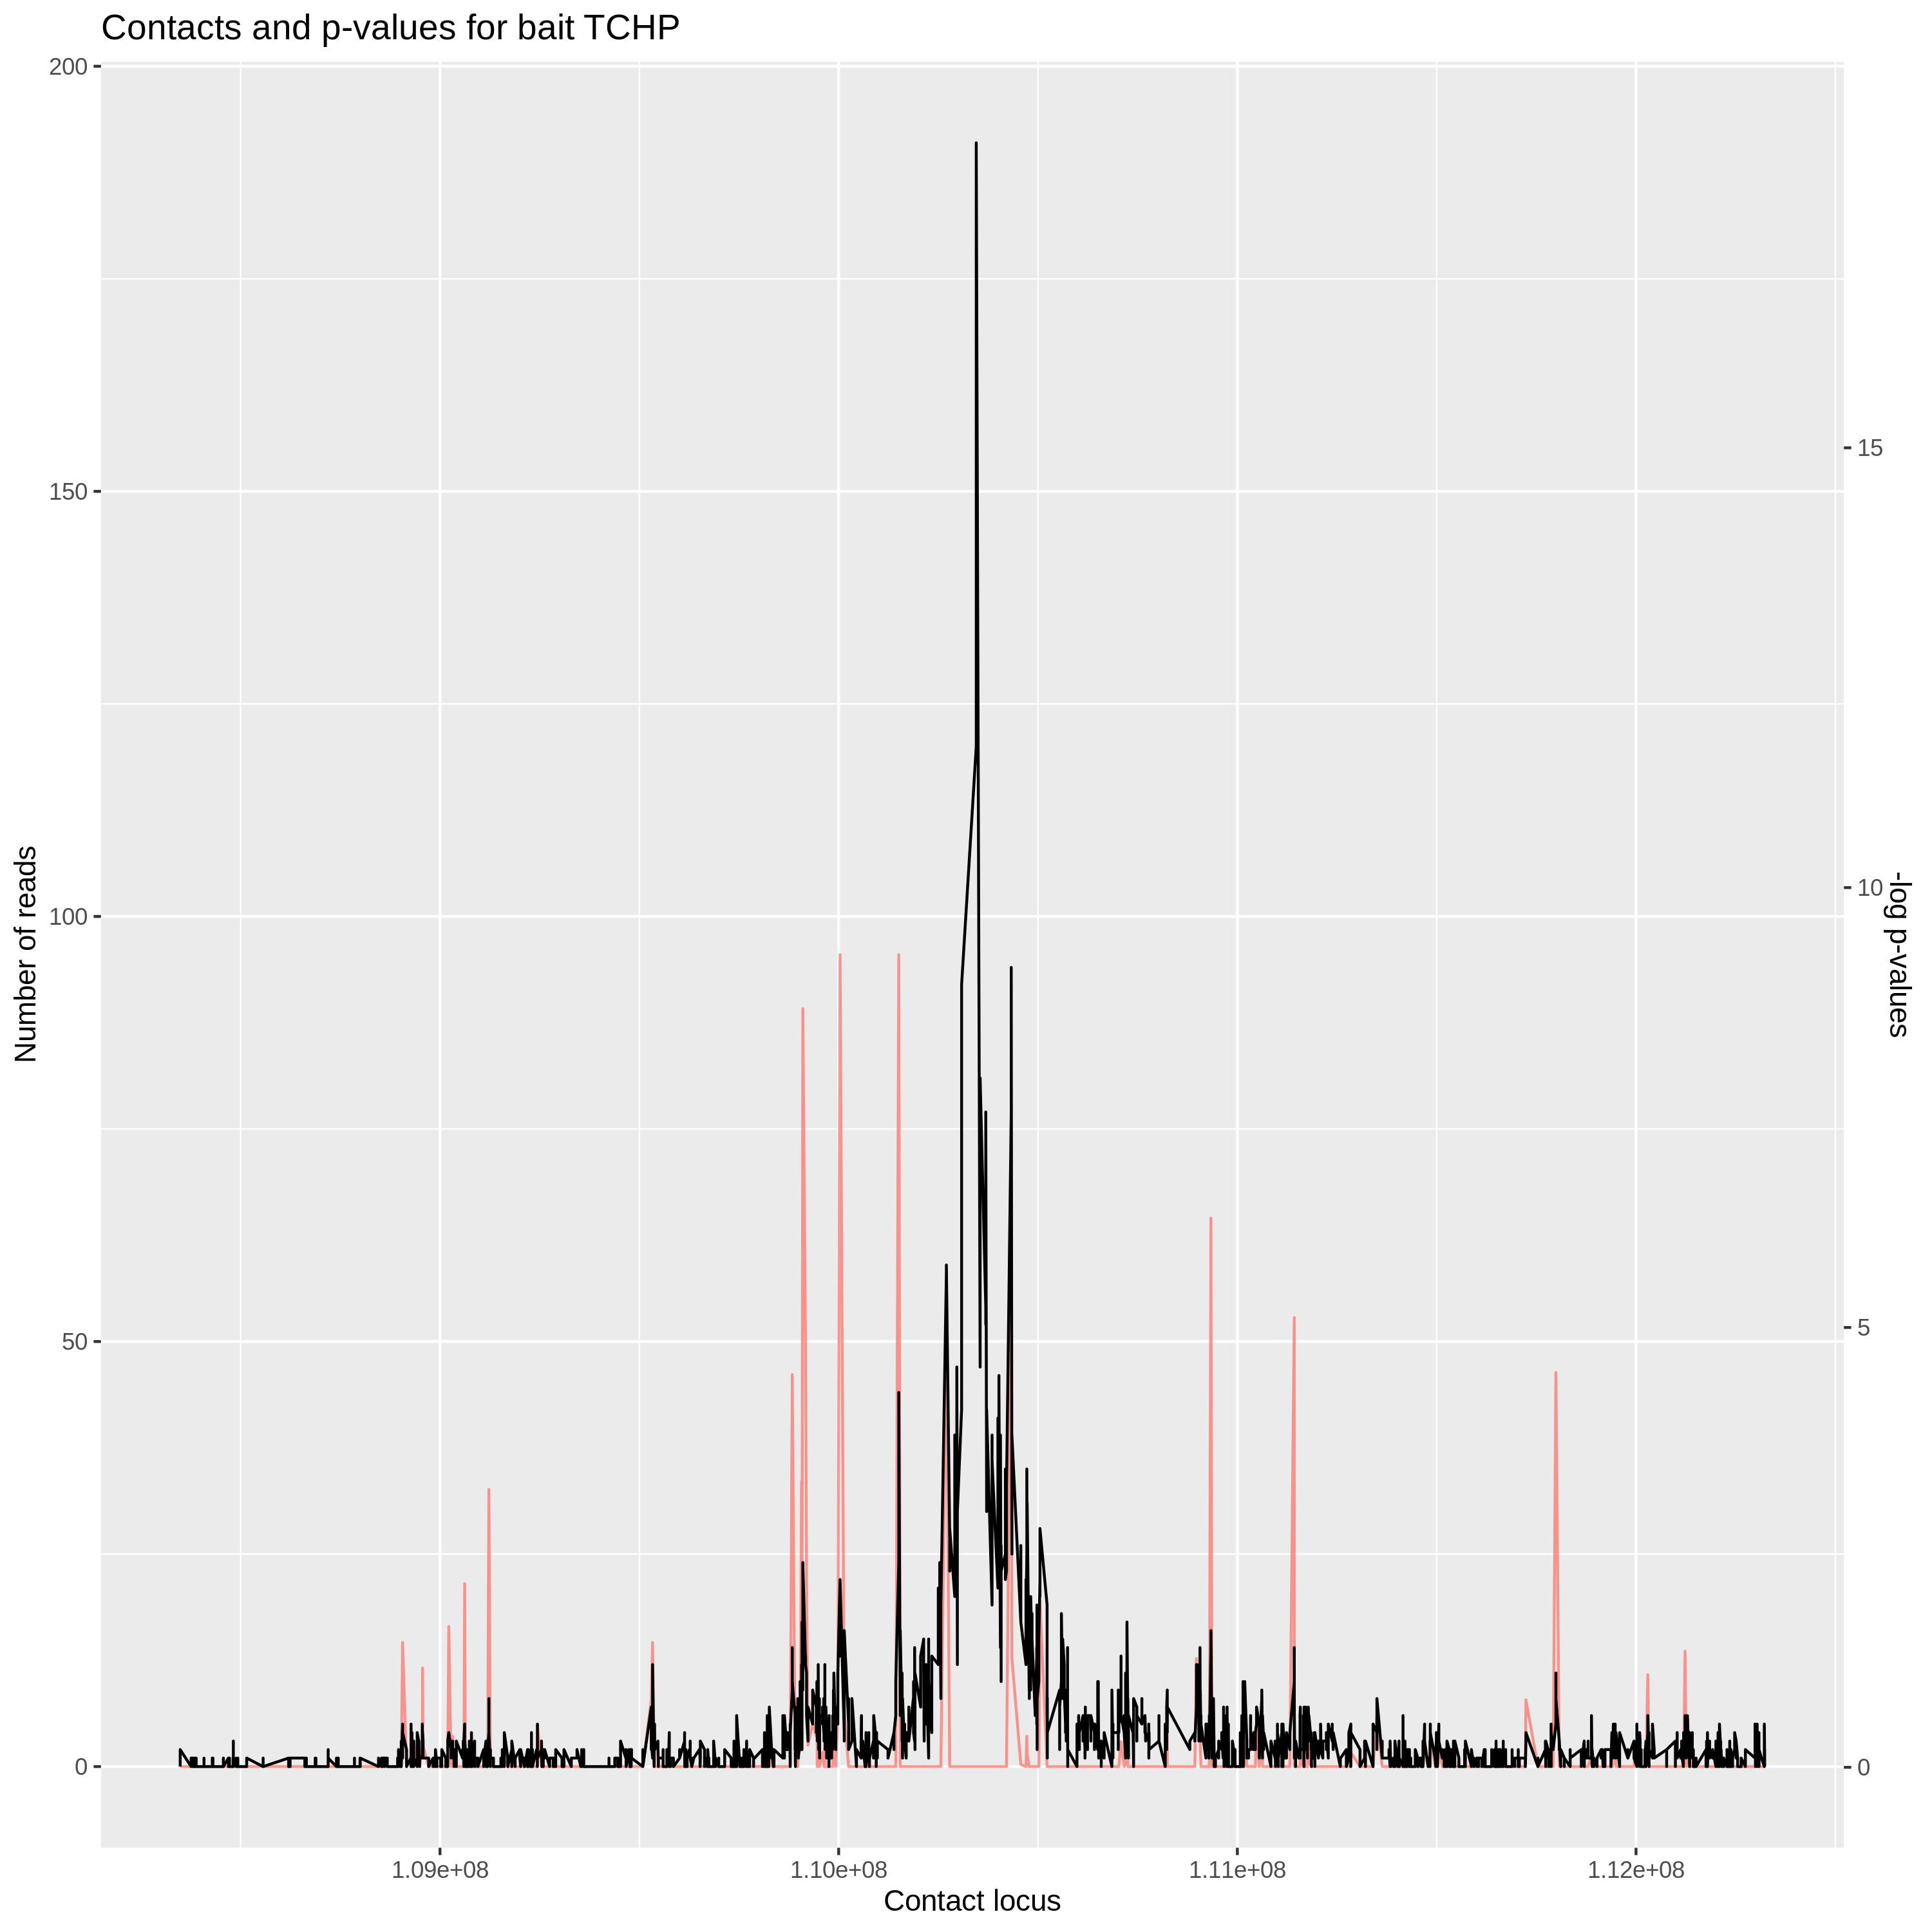 Contacts and p-values for bait TCHP
200
150
100
50
0
Number of reads
15
10
5
0
-log p-values
1.09e+08
1.10e+08
1.11e+08
1.12e+08
Contact locus